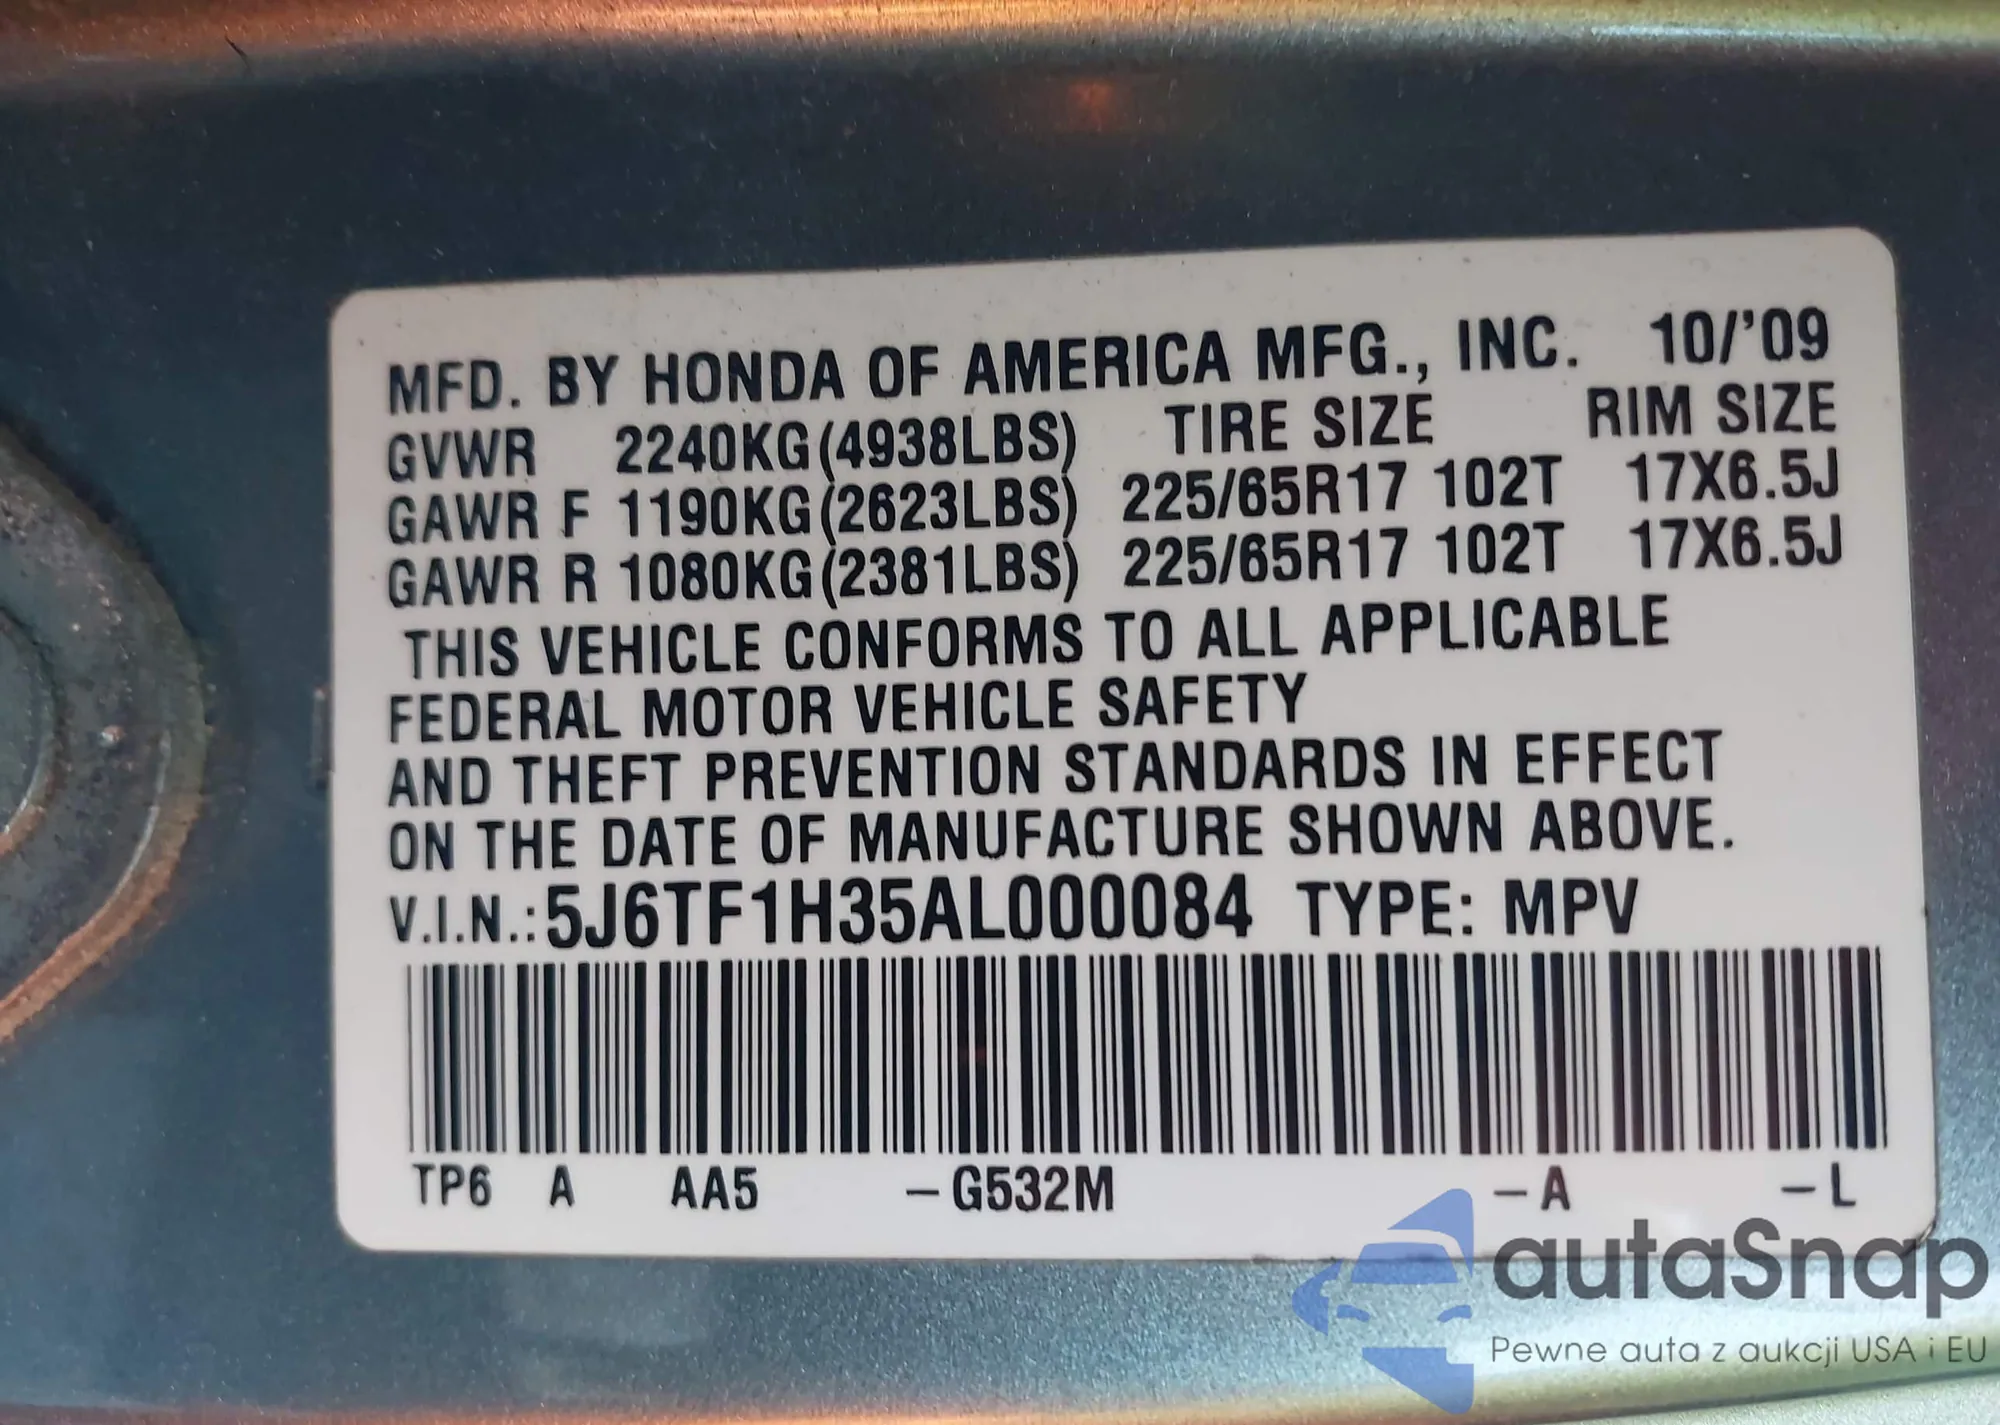 MFD. BY HONDA OF AMERICA MFG., INC. 10/'09
GVWR 2240KG(4938LBS) TIRE SIZE RIM SIZE
GAWR F 1190KG(2623LBS) 225/65R17 102T 17X6.5J
GAWR R 1080KG(2381LBS) 225/65R17 102T 17X6.5J
THIS VEHICLE CONFORMS TO ALL APPLICABLE
FEDERAL MOTOR VEHICLE SAFETY
AND THEFT PREVENTION STANDARDS IN EFFECT
ON THE DATE OF MANUFACTURE SHOWN ABOVE.
V.I.N.:5J6TF1H35AL000084 TYPE: MPV
TP6 A AA5 –G532M –A –L
autaSnap
Pewne auta z aukcji USA i EU